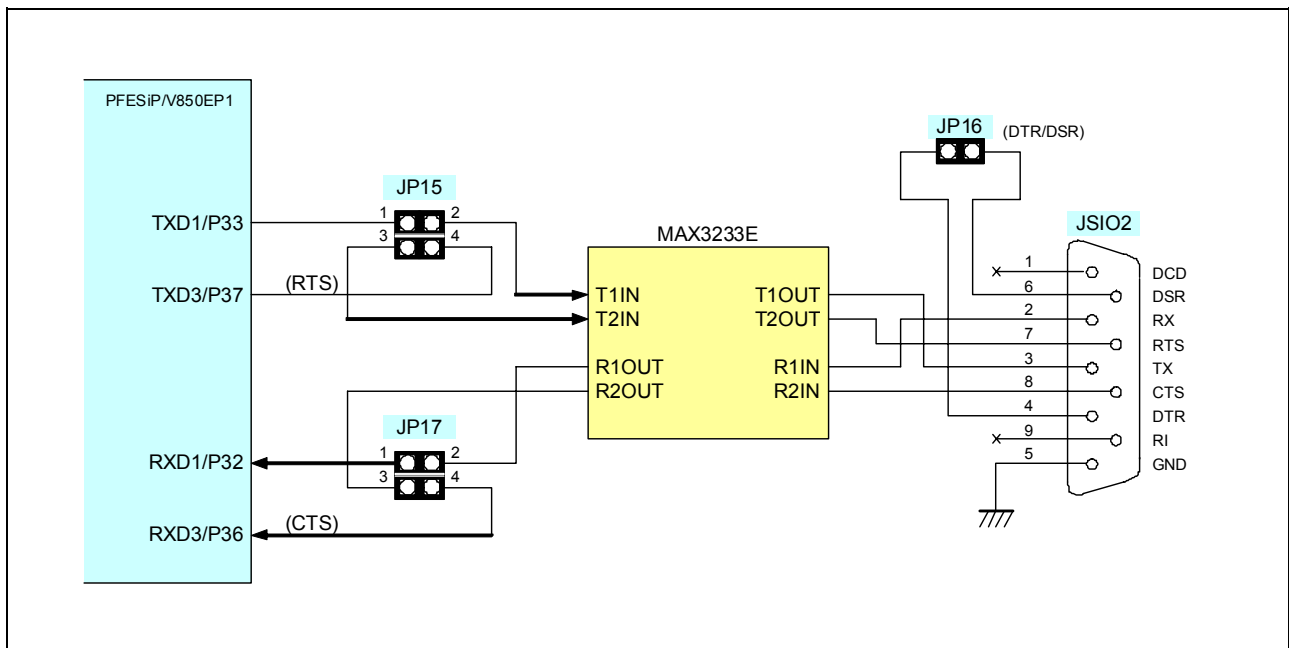 PFESiP/V850EP1
JP16
(DTR/DSR)
JP15
JSIO2
TXD1/P33
1
2
3
4
MAX3233E
TXD3/P37
(RTS)
T1IN
T1OUT
T2IN
T2OUT
R1OUT
R1IN
R2OUT
R2IN
1
DCD
6
DSR
2
RX
7
RTS
3
TX
8
CTS
4
DTR
9
RI
5
GND
JP17
RXD1/P32
1
2
3
4
RXD3/P36
(CTS)